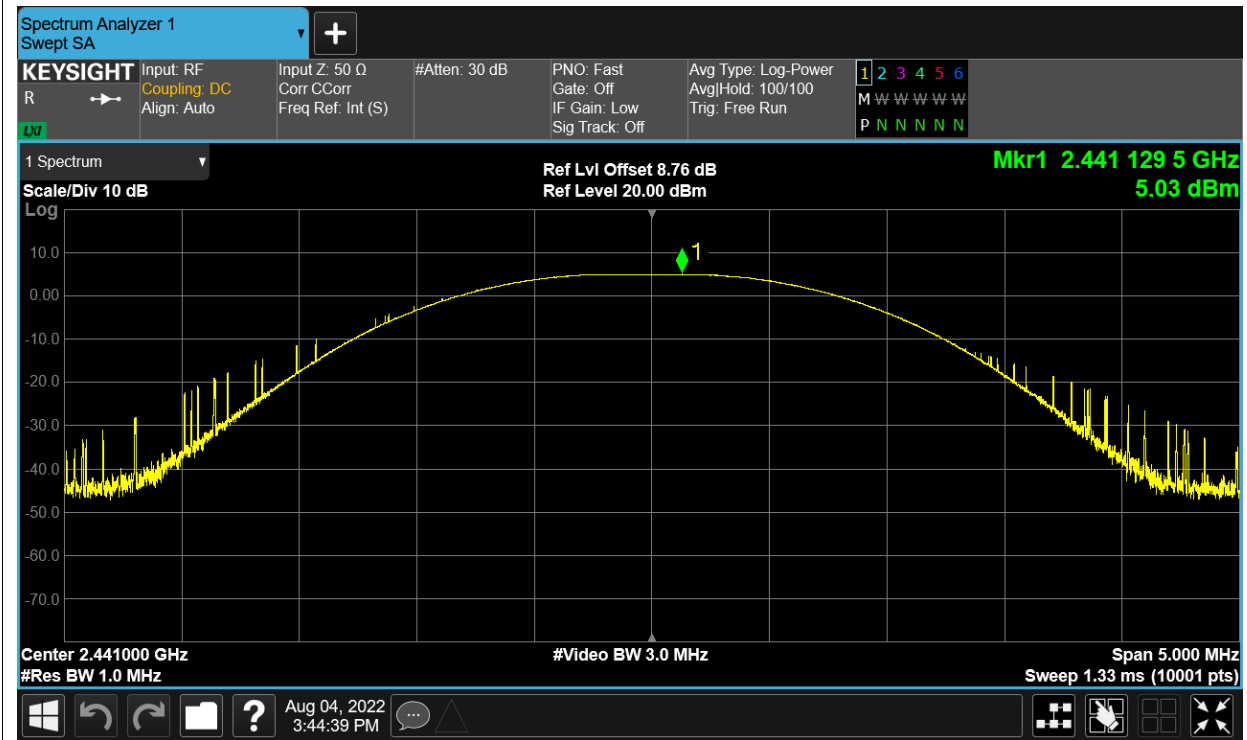 Spectrum Analyzer 1
Swept SA
+
KEYSIGHT
R
LXI
Input: RF
Coupling: DC
Align: Auto
Input Z: 50 Ω
Corr CCorr
Freq Ref: Int (S)
#Atten: 30 dB
PNO: Fast
Gate: Off
IF Gain: Low
Sig Track: Off
Avg Type: Log-Power
Avg|Hold: 100/100
Trig: Free Run
1 2 3 4 5 6
M W W W W W
P N N N N N
1 Spectrum
Scale/Div 10 dB
Log
Ref Lvl Offset 8.76 dB
Ref Level 20.00 dBm
Mkr1 2.441 129 5 GHz
5.03 dBm
1
10.0
0.00
-10.0
-20.0
-30.0
-40.0
-50.0
-60.0
-70.0
Center 2.441000 GHz
#Res BW 1.0 MHz
#Video BW 3.0 MHz
Span 5.000 MHz
Sweep 1.33 ms (10001 pts)
?
Aug 04, 2022
3:44:39 PM